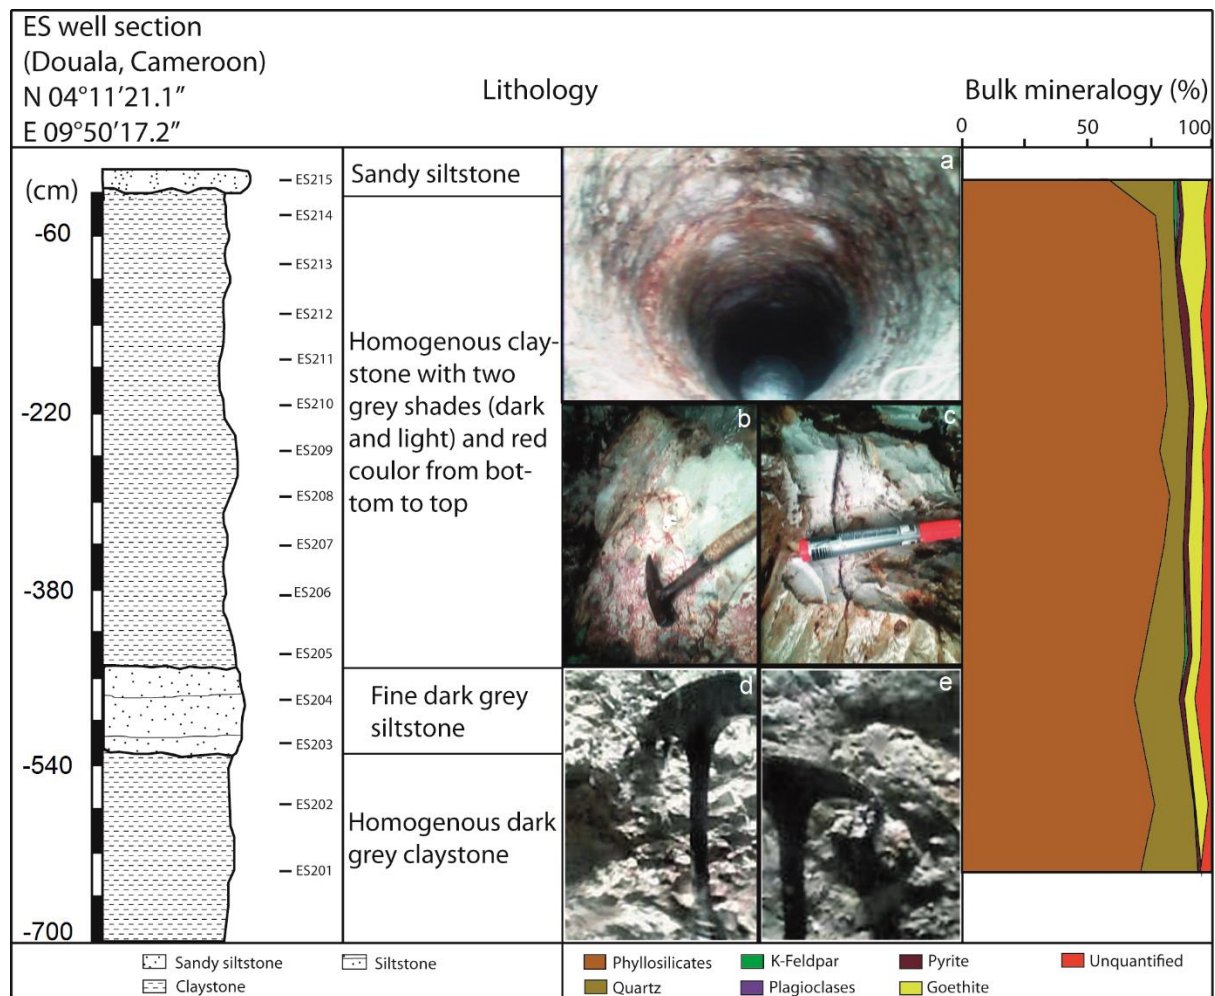 ES well section
(Douala, Cameroon)
N 04°11’21.1”
E 09°50’17.2”
Lithology
Bulk mineralogy (%)
0
50
100
(cm)
-60
-220
-380
-540
-700
ES215
ES214
ES213
ES212
ES211
ES210
ES209
ES208
ES207
ES206
ES205
ES204
ES203
ES202
ES201
Sandy siltstone
Homogenous clay-
stone with two
grey shades (dark
and light) and red
coulor from bot-
tom to top
Fine dark grey
siltstone
Homogenous dark
grey claystone
a
b
c
d
e
Sandy siltstone
Siltstone
Claystone
Phyllosilicates
K-Feldpar
Pyrite
Unquantified
Quartz
Plagioclases
Goethite